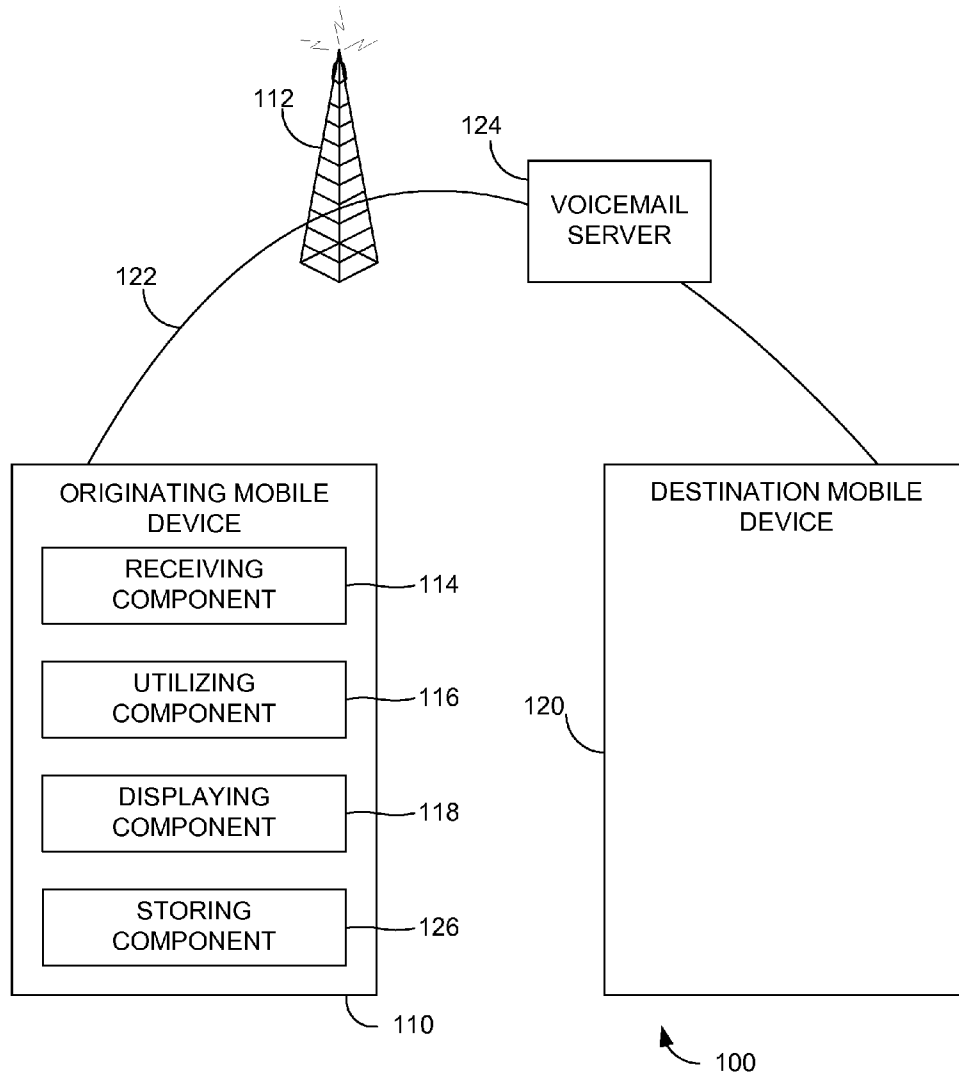 112
124
VOICEMAIL
SERVER
122
ORIGINATING MOBILE
DEVICE
RECEIVING
COMPONENT
114
UTILIZING
COMPONENT
116
DISPLAYING
COMPONENT
118
STORING
COMPONENT
126
110
DESTINATION MOBILE
DEVICE
120
100